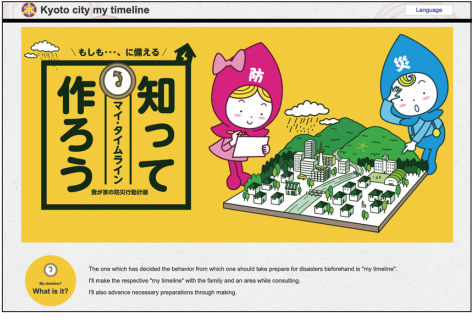 Kyoto city my timeline
Language
もしも･･･、に備える
知って
作ろう
マイ・タイムライン
我が家の防災行動計画
防
災
My timeline?
What is it?
The one which has decided the behavior from which one should take prepare for disasters beforehand is "my timeline".
I'll make the respective "my timeline" with the family and an area while consulting.
I'll also advance necessary preparations through making.